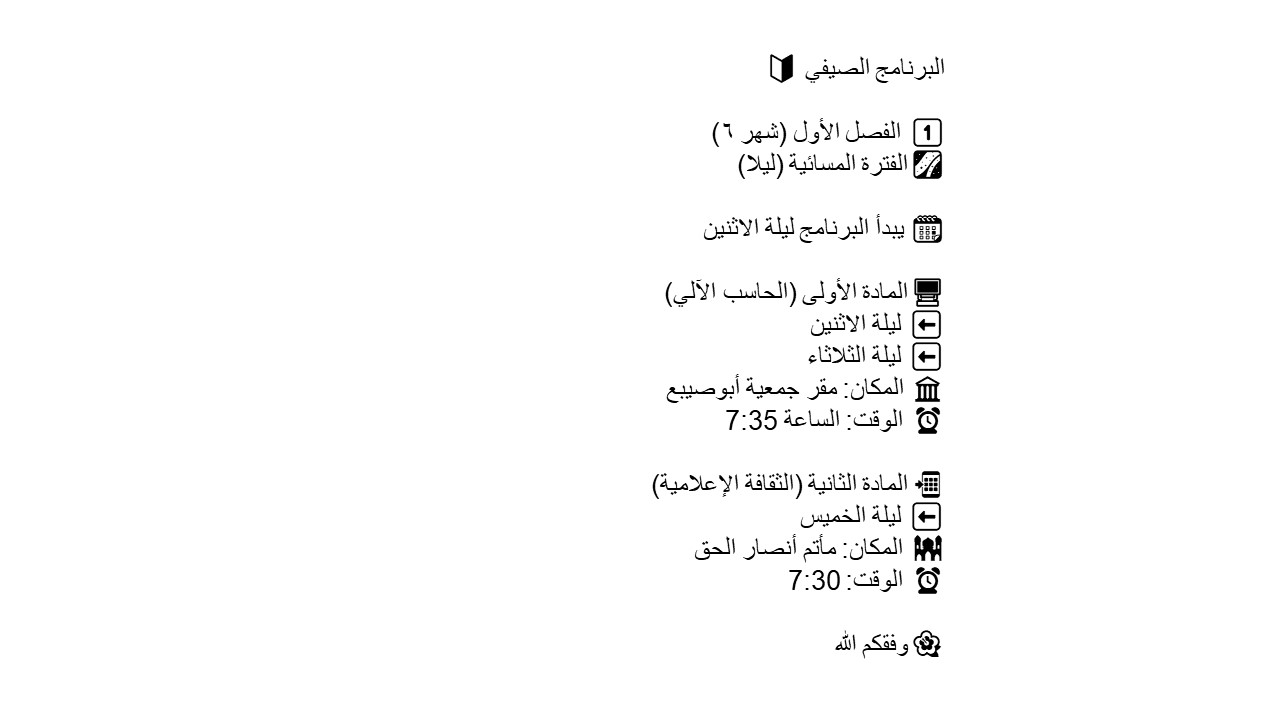 البرنامج الصيفي 🔰
1️⃣ الفصل الأول (شهر ٦)
🌌 الفترة المسائية (ليلا)
🗓 يبدأ البرنامج ليلة الاثنين
🖥 المادة الأولى (الحاسب الآلي)
⬅️ ليلة الاثنين
⬅️ ليلة الثلاثاء
🏛 المكان: مقر جمعية أبوصيبع
⏰ الوقت: الساعة 7:35
📲 المادة الثانية (الثقافة الإعلامية)
⬅️ ليلة الخميس
🕌 المكان: مأتم أنصار الحق
⏰ الوقت: 7:30
🌺 وفقكم الله